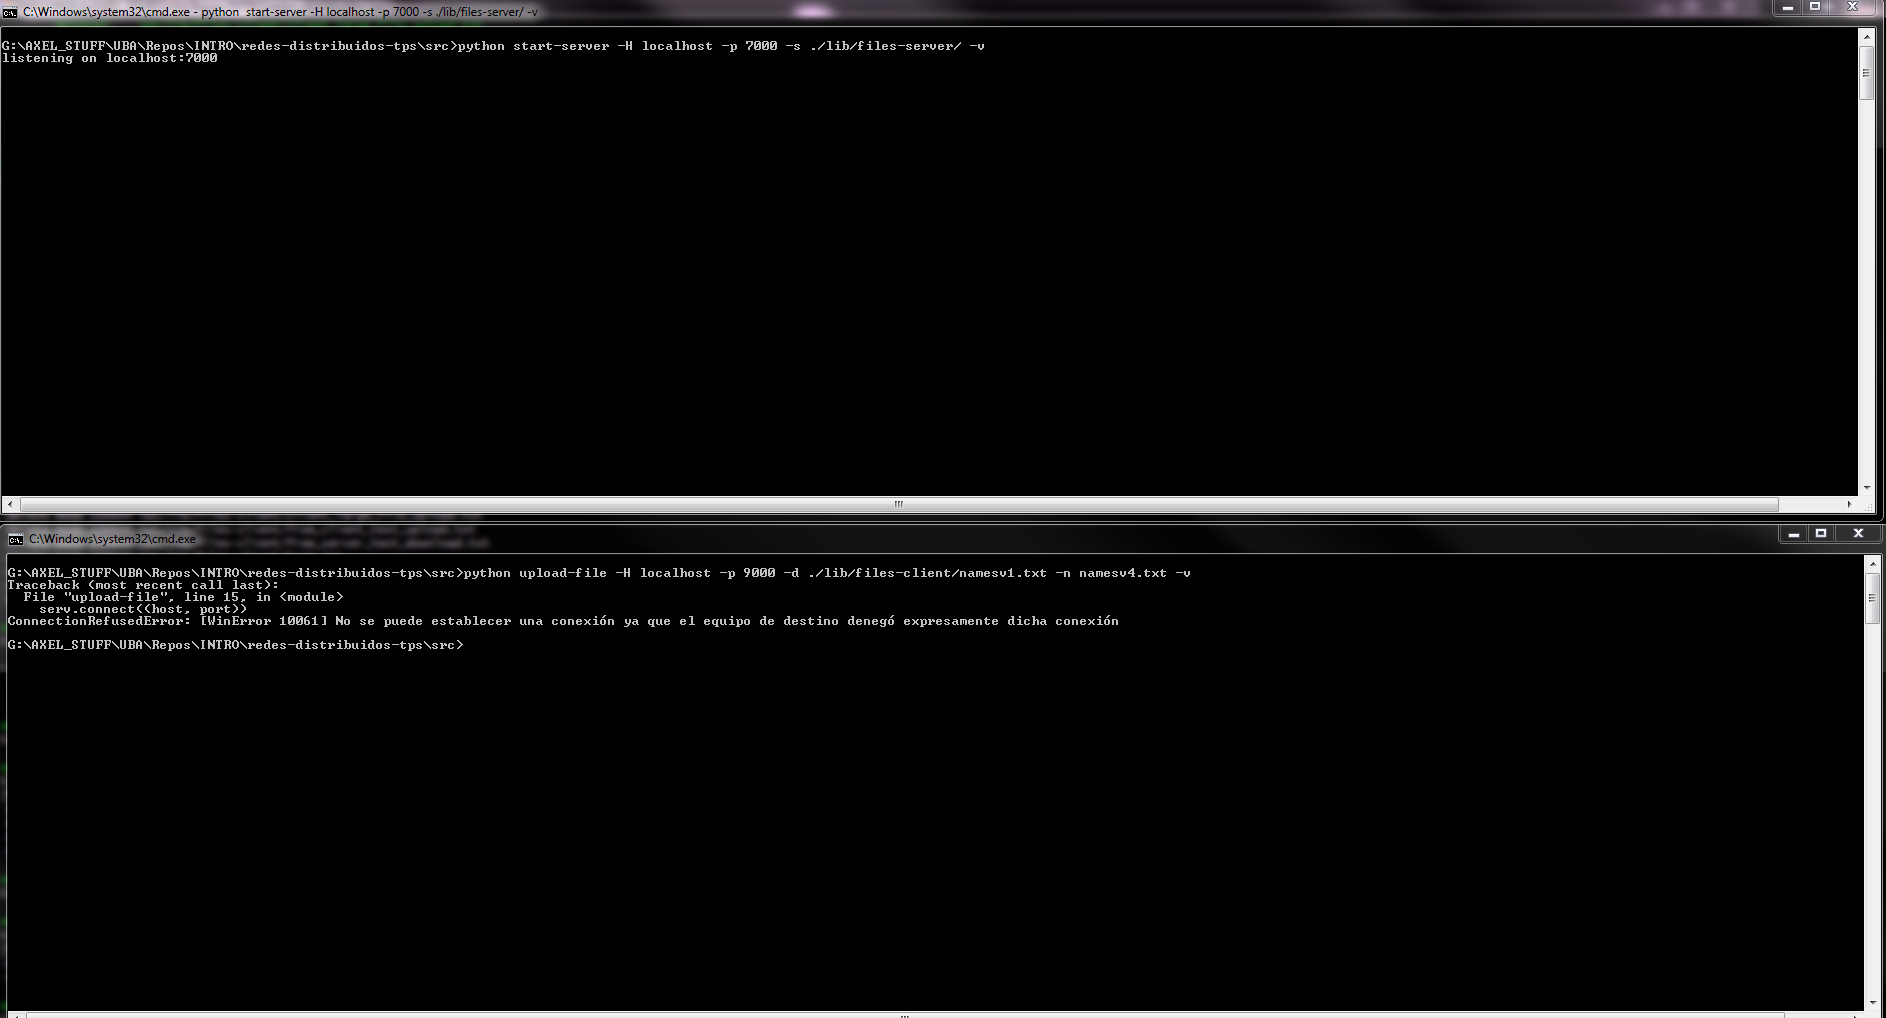 C:\Windows\system32\cmd.exe - python  start-server -H localhost -p 7000 -s ./lib/files-server/ -v
G:\AXEL_STUFF\UBA\Repos\INTRO\redes-distribuidos-tps\src>python start-server -H localhost -p 7000 -s ./lib/files-server/ -v
listening on localhost:7000
C:\Windows\system32\cmd.exe
G:\AXEL_STUFF\UBA\Repos\INTRO\redes-distribuidos-tps\src>python upload-file -H localhost -p 9000 -d ./lib/files-client/namesv1.txt -n namesv4.txt -v
Traceback (most recent call last):
  File "upload-file", line 15, in <module>
    serv.connect((host, port))
ConnectionRefusedError: [WinError 10061] No se puede establecer una conexión ya que el equipo de destino denegó expresamente dicha conexión
G:\AXEL_STUFF\UBA\Repos\INTRO\redes-distribuidos-tps\src>